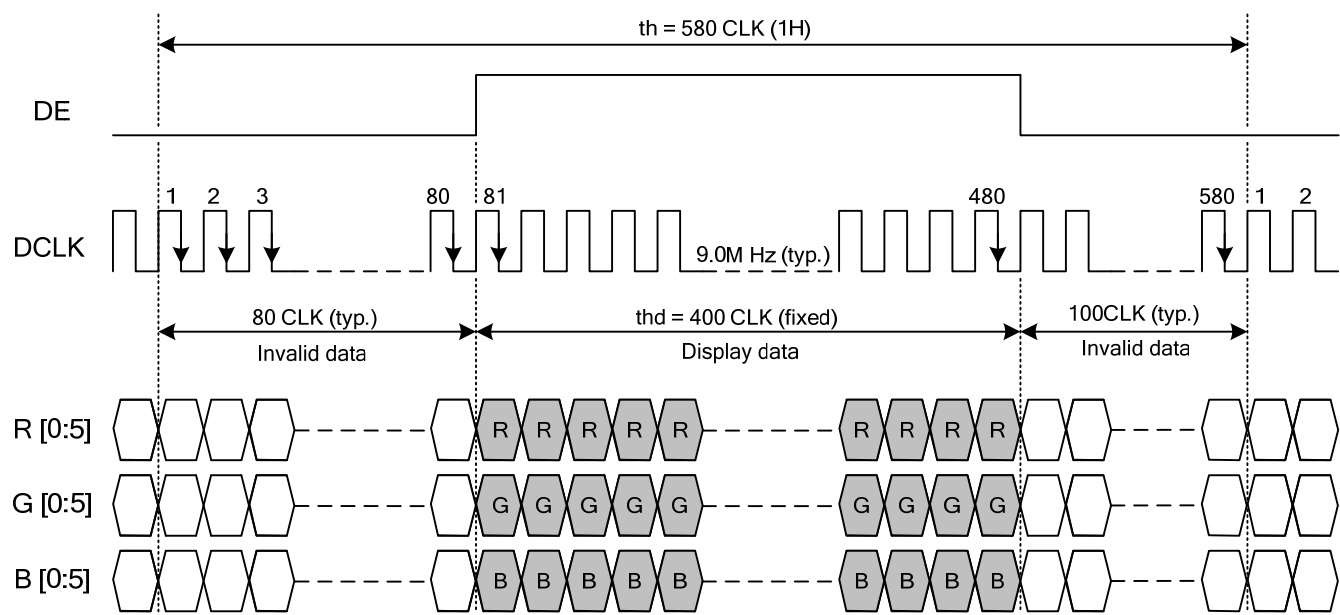 th = 580 CLK (1H)
DE
1 2 3 80 81 480 580 1 2
DCLK
9.0M Hz (typ.)
80 CLK (typ.) thd = 400 CLK (fixed) 100CLK (typ.)
Invalid data Display data Invalid data
R [0:5] R R R R R R R R R
G [0:5] G G G G G G G G G
B [0:5] B B B B B B B B B